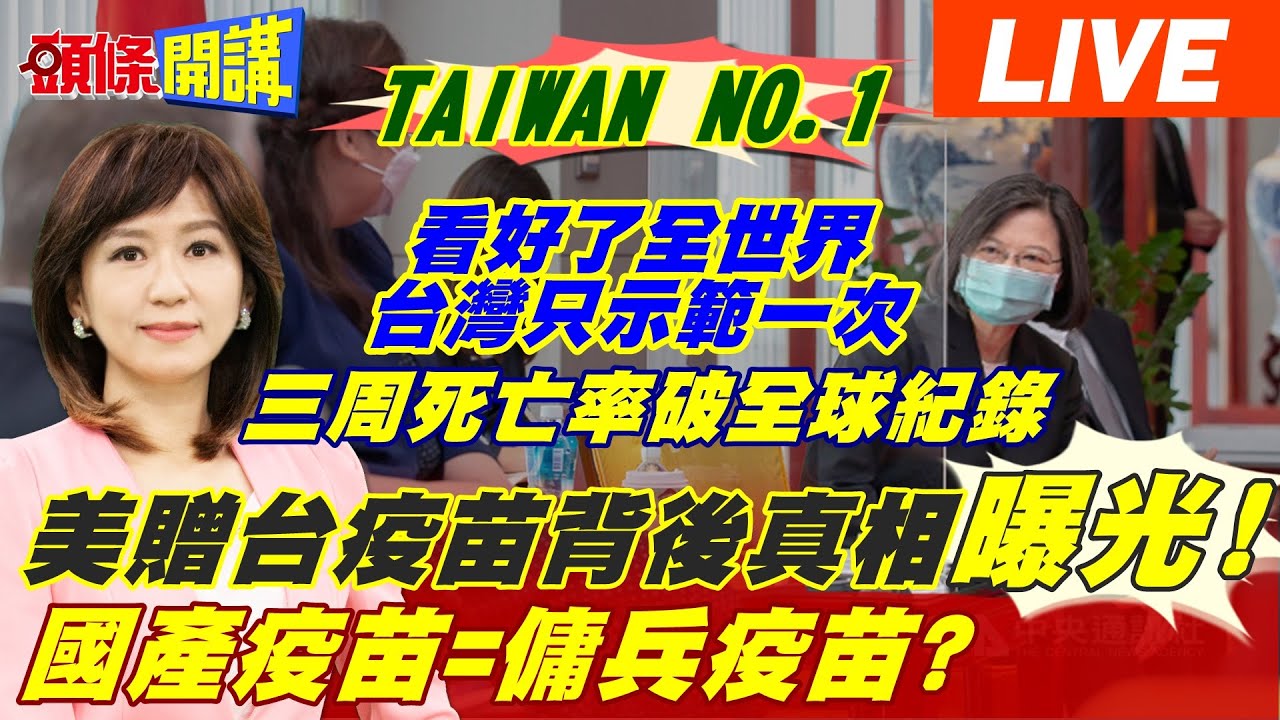 頭條開講
LIVE
TAIWAN NO.1
看好了全世界
台灣只示範一次
三周死亡率破全球紀錄
美贈台疫苗背後真相曝光!
國產疫苗=傭兵疫苗?
中央通訊社
THE CENTRAL NEWS AGENCY